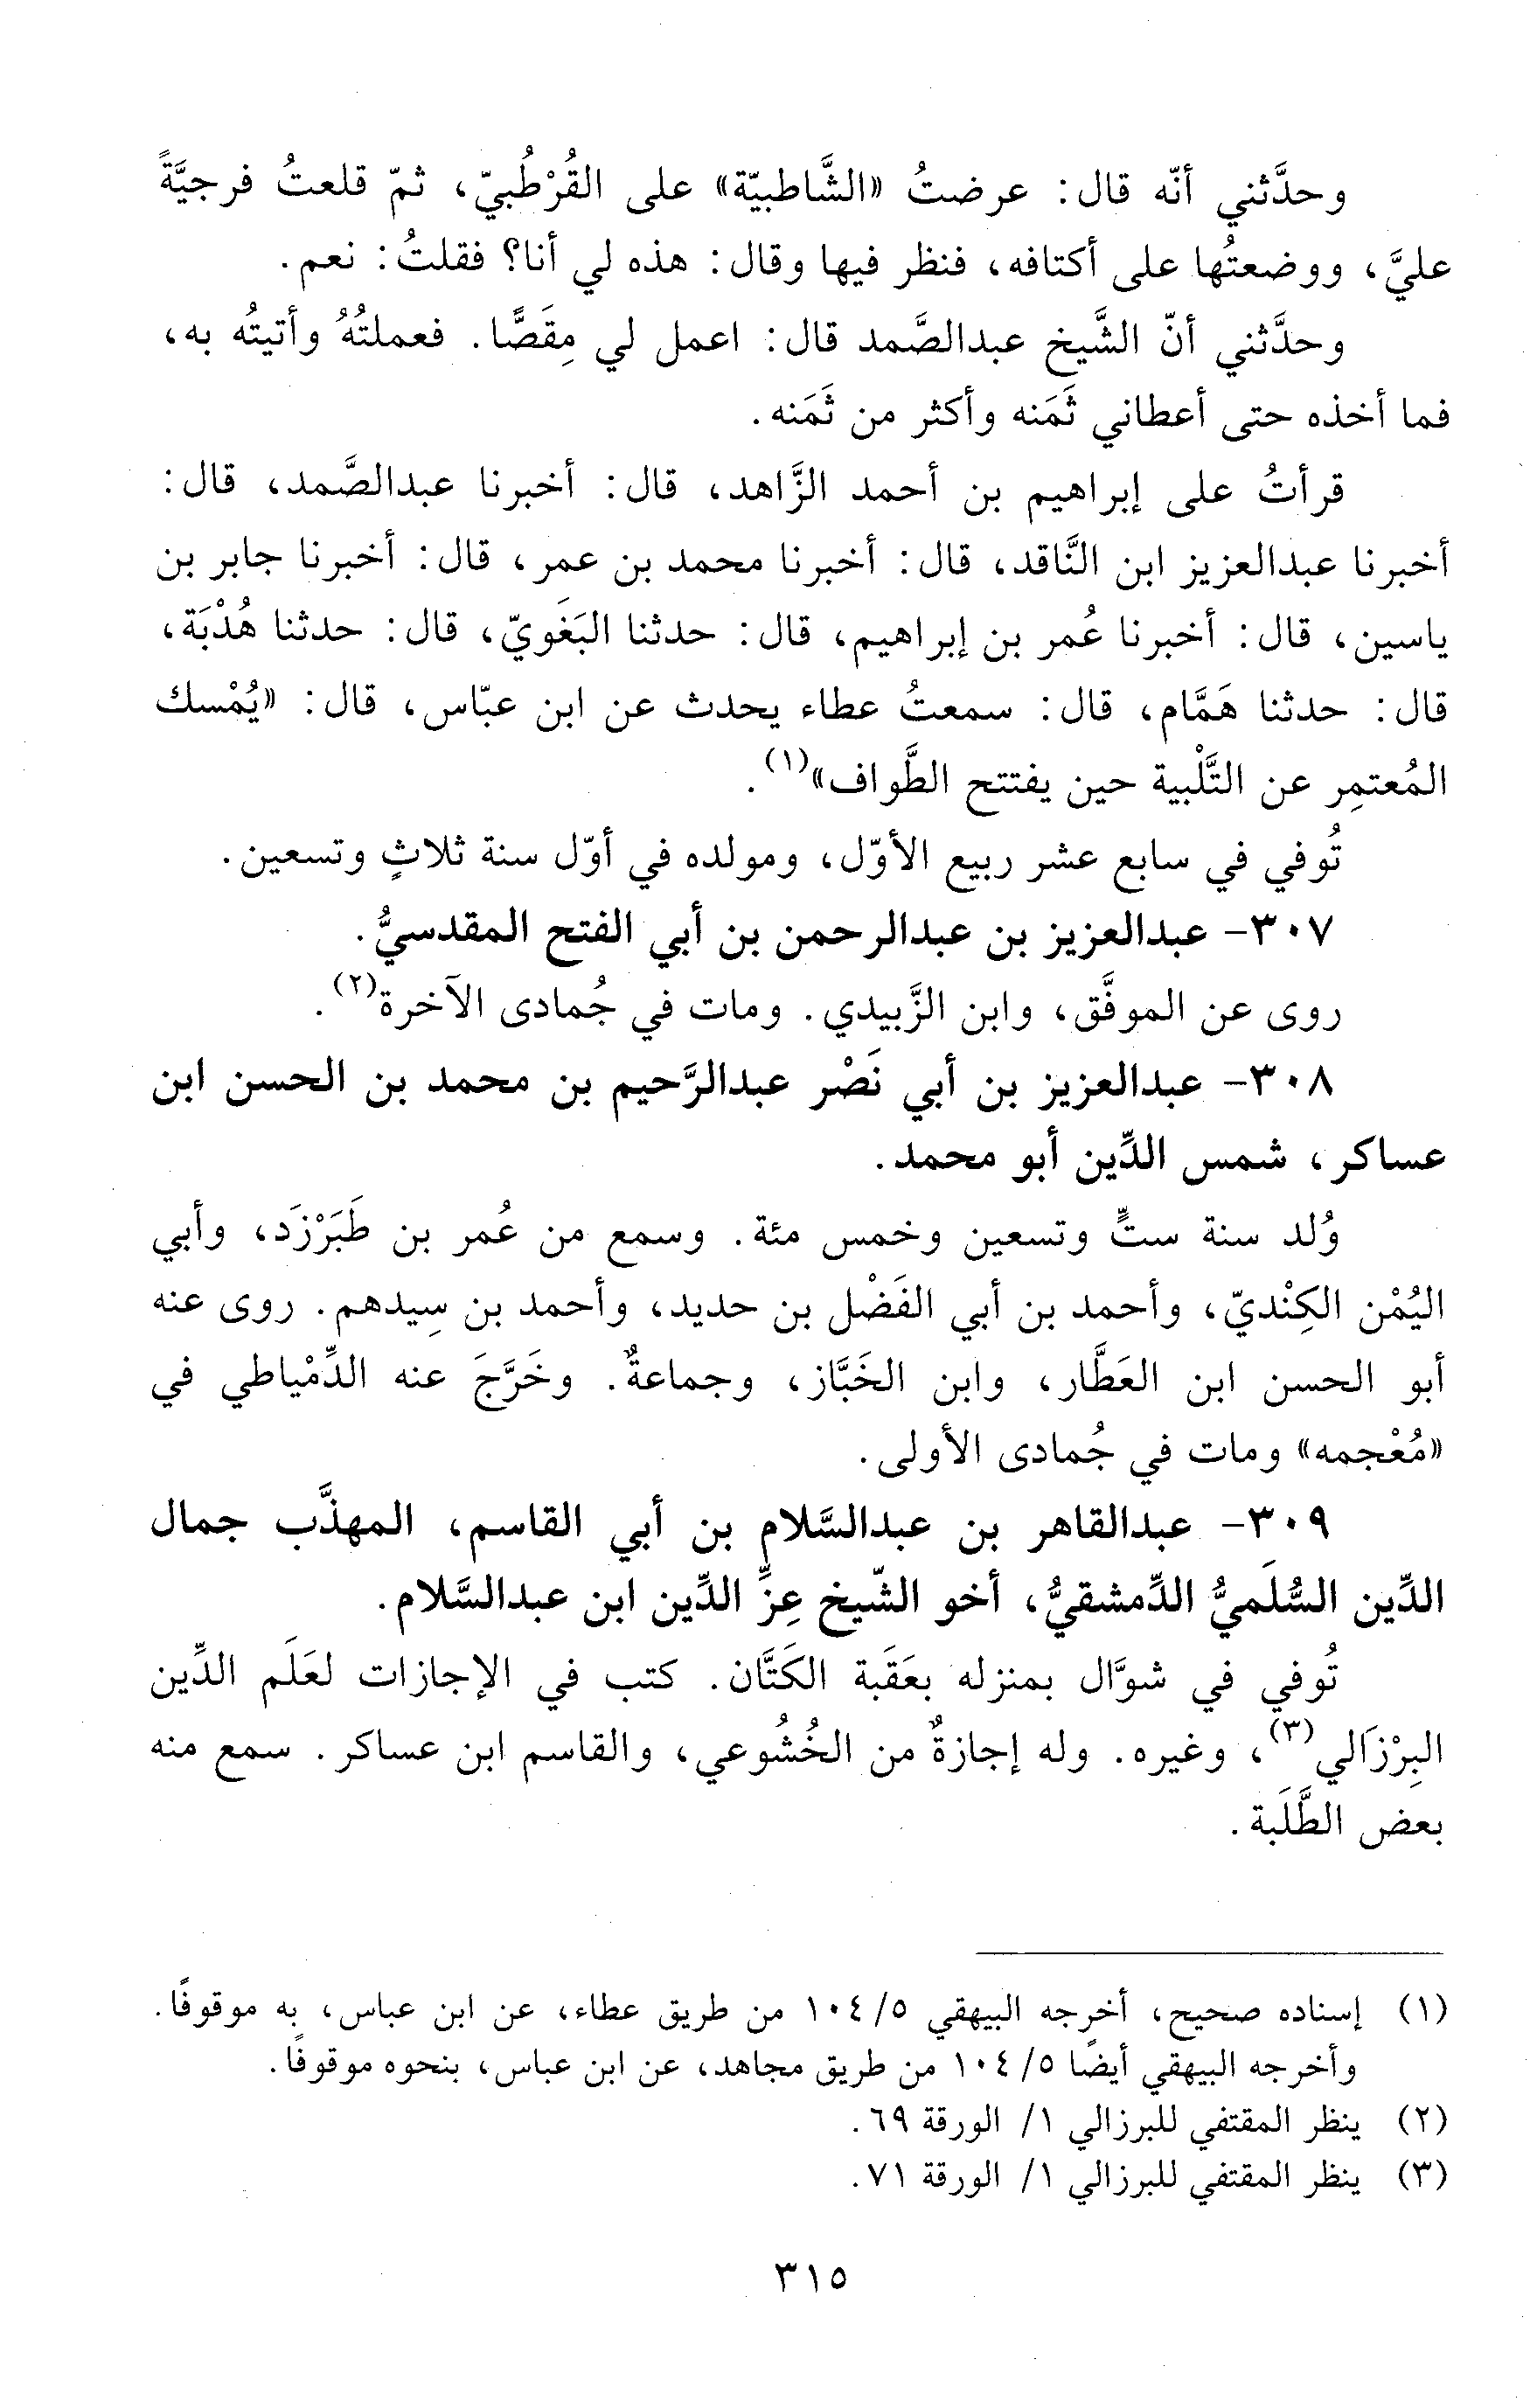 وحدَّثني أنّه قال: عرضتُ «الشَّاطبيّة» على القُرْطُبيّ، ثمّ قلعتُ فرجيَّةً
عليَّ، ووضعتُها على أكتافه، فنظر فيها وقال: هذه لي أنا؟ فقلتُ: نعم.
وحدَّثني أنّ الشَّيخ عبدالصَّمد قال: اعمل لي مِقَصًّا. فعملتُهُ وأتيتُه به،
فما أخذه حتى أعطاني ثَمَنه وأكثر من ثَمَنه.
قرأتُ على إبراهيم بن أحمد الزَّاهد، قال: أخبرنا عبدالصَّمد، قال:
أخبرنا عبدالعزيز ابن النَّاقد، قال: أخبرنا محمد بن عمر، قال: أخبرنا جابر بن
ياسين، قال: أخبرنا عُمر بن إبراهيم، قال: حدثنا البَغَويّ، قال: حدثنا هُدْبَة،
قال: حدثنا هَمَّام، قال: سمعتُ عطاء يحدث عن ابن عبّاس، قال: «يُمْسك
المُعتمِر عن التَّلْبية حين يفتتح الطَّواف»(١).
تُوفي في سابع عشر ربيع الأوّل، ومولده في أوّل سنة ثلاثٍ وتسعين.
٣٠٧- عبدالعزيز بن عبدالرحمن بن أبي الفتح المقدسيُّ.
روى عن الموفَّق، وابن الزَّبيدي. ومات في جُمادى الآخرة(٢).
٣٠٨- عبدالعزيز بن أبي نَصْر عبدالرَّحيم بن محمد بن الحسن ابن
عساكر، شمس الدِّين أبو محمد.
وُلد سنة ستٍّ وتسعين وخمس مئة. وسمع من عُمر بن طَبَرْزَد، وأبي
اليُمْن الكِنْديّ، وأحمد بن أبي الفَضْل بن حديد، وأحمد بن سِيدهم. روى عنه
أبو الحسن ابن العَطَّار، وابن الخَبَّاز، وجماعةٌ. وخَرَّجَ عنه الدِّمْياطي في
«مُعْجمه» ومات في جُمادى الأولى.
٣٠٩- عبدالقاهر بن عبدالسَّلام بن أبي القاسم، المهذَّب جمال
الدِّين السُّلَميُّ الدِّمشقيُّ، أخو الشّيخ عِزِّ الدِّين ابن عبدالسَّلام.
تُوفي في شوَّال بمنزله بعَقَبة الكَتَّان. كتب في الإجازات لعَلَم الدِّين
البِرْزَالي(٣)، وغيره. وله إجازةٌ من الخُشُوعي، والقاسم ابن عساكر. سمع منه
بعض الطَّلَبة.
(١) إسناده صحيح، أخرجه البيهقي ٥/ ١٠٤ من طريق عطاء، عن ابن عباس، به موقوفًا.
وأخرجه البيهقي أيضًا ٥/ ١٠٤ من طريق مجاهد، عن ابن عباس، بنحوه موقوفًا.
(٢) ينظر المقتفي للبرزالي ١/ الورقة ٦٩.
(٣) ينظر المقتفي للبرزالي ١/ الورقة ٧١.
٣١٥